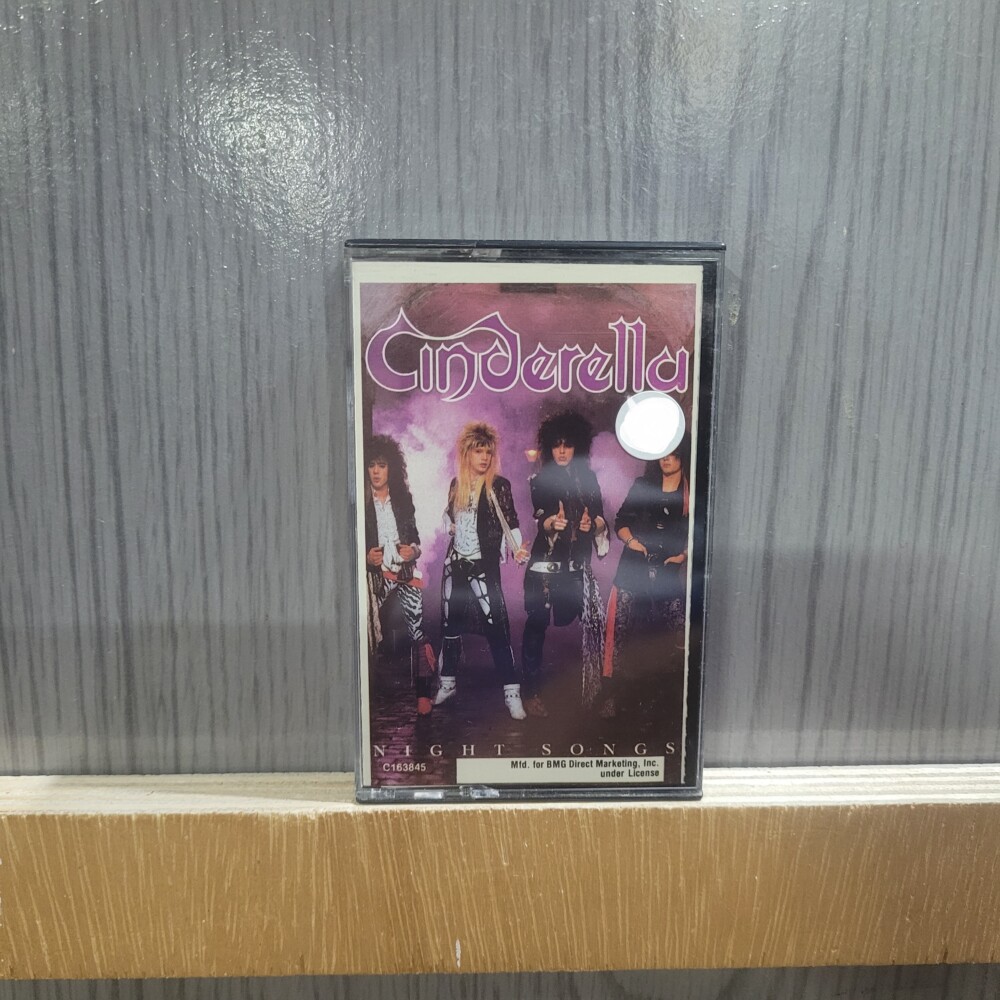 Cinderella
NIGHT SONGS
C163845
Mfd. for BMG Direct Marketing, Inc.
under License